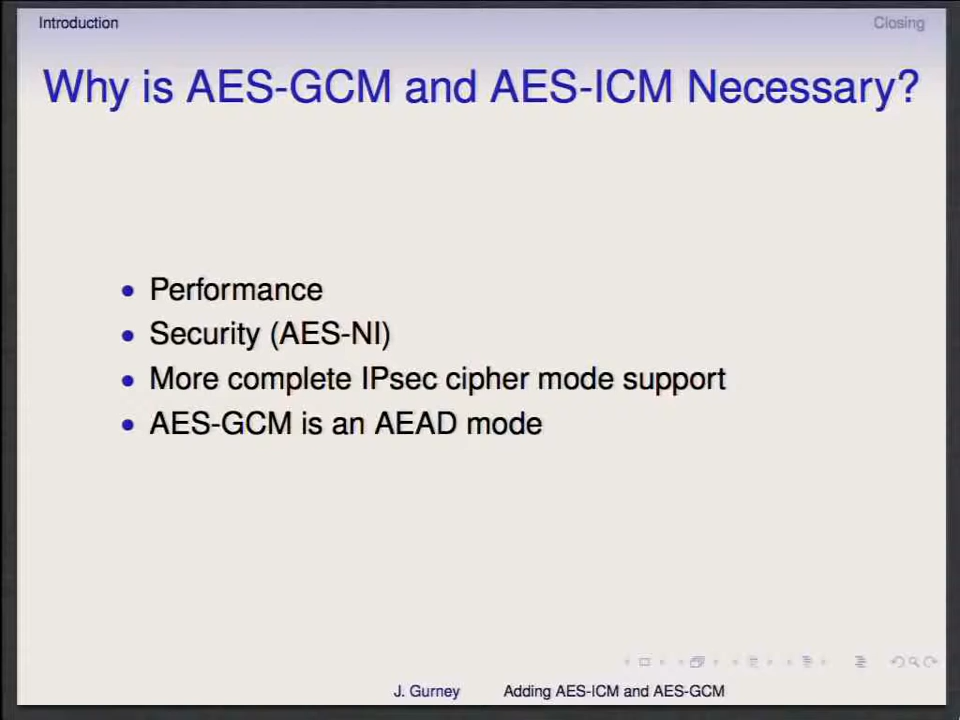 Introduction
Closing
Why is AES-GCM and AES-ICM Necessary?
• Performance
• Security (AES-NI)
• More complete IPsec cipher mode support
• AES-GCM is an AEAD mode
J. Gurney
Adding AES-ICM and AES-GCM